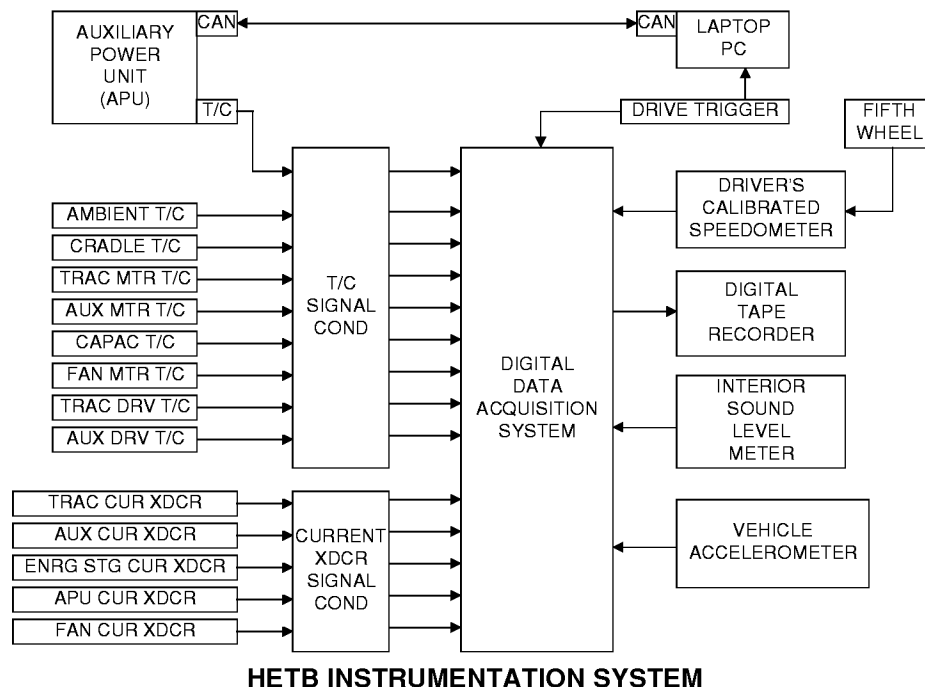 AUXILIARY
POWER
UNIT
(APU)
CAN
T/C
CAN
LAPTOP
PC
DRIVE TRIGGER
FIFTH
WHEEL
DRIVER'S
CALIBRATED
SPEEDOMETER
AMBIENT T/C
CRADLE T/C
TRAC MTR T/C
AUX MTR T/C
CAPAC T/C
FAN MTR T/C
TRAC DRV T/C
AUX DRV T/C
T/C
SIGNAL
COND
DIGITAL
DATA
ACQUISITION
SYSTEM
DIGITAL
TAPE
RECORDER
INTERIOR
SOUND
LEVEL
METER
TRAC CUR XDCR
AUX CUR XDCR
ENRG STG CUR XDCR
APU CUR XDCR
FAN CUR XDCR
CURRENT
XDCR
SIGNAL
COND
VEHICLE
ACCELEROMETER
HETB INSTRUMENTATION SYSTEM